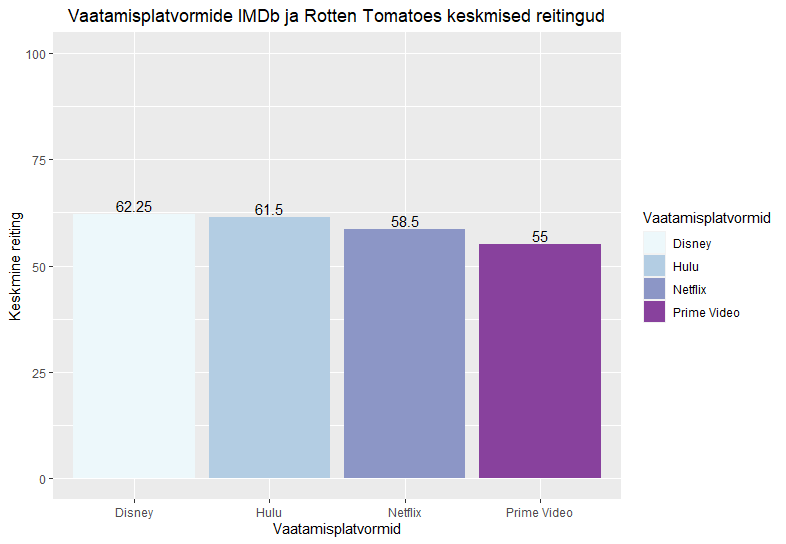 Vaatamisplatvormide IMDb ja Rotten Tomatoes keskmised reitingud
Keskmine reiting
100
75
50
25
0
62.25
61.5
58.5
55
Disney
Hulu
Netflix
Prime Video
Vaatamisplatvormid
Vaatamisplatvormid
Disney
Hulu
Netflix
Prime Video